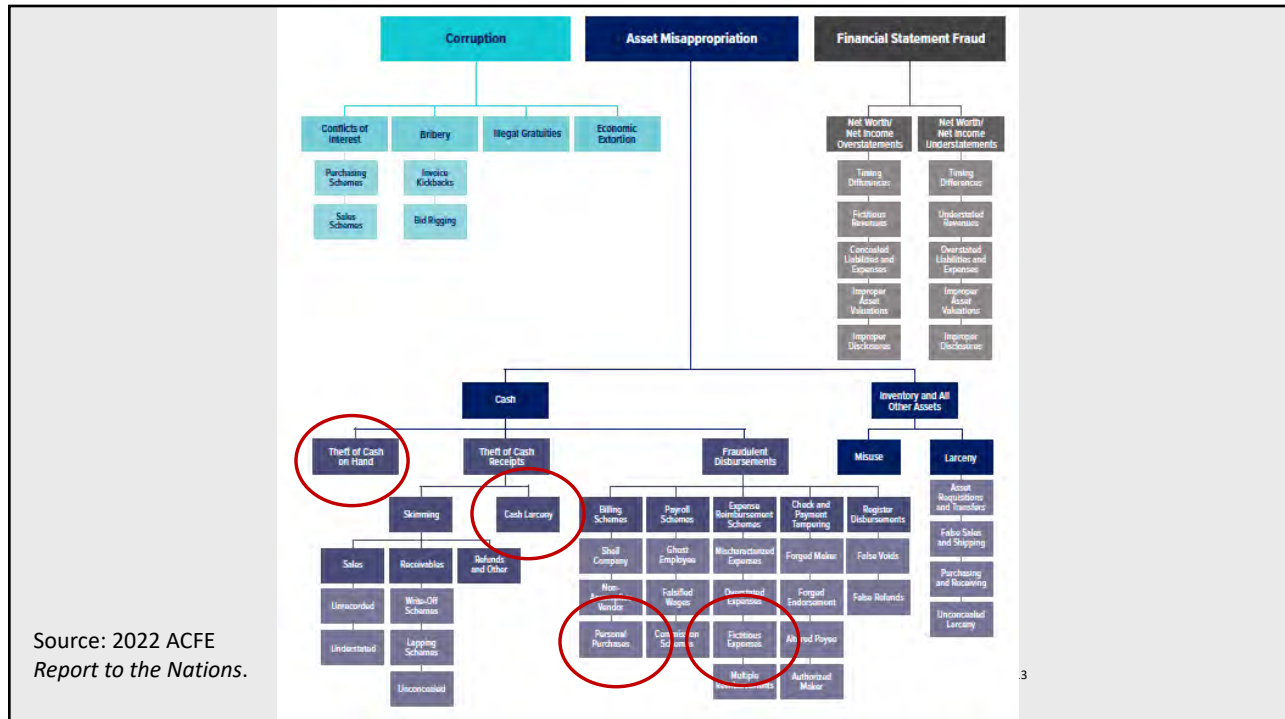 Corruption
Asset Misappropriation
Financial Statement Fraud
Conflicts of
Interest
Bribery
Illegal Gratuities
Economic
Extortion
Purchasing
Schemes
Invoice
Kickbacks
Sales
Schemes
Bid Rigging
Net Worth/
Net Income
Overstatements
Net Worth/
Net Income
Understatements
Timing
Differences
Timing
Differences
Fictitious
Revenues
Understated
Revenues
Concealed
Liabilities and
Expenses
Overstated
Liabilities and
Expenses
Improper
Asset
Valuations
Improper
Asset
Valuations
Improper
Disclosures
Improper
Disclosures
Cash
Inventory and All
Other Assets
Theft of Cash
on Hand
Theft of Cash
Receipts
Fraudulent
Disbursements
Misuse
Larceny
Skimming
Cash Larceny
Sales
Receivables
Refunds
and Other
Unrecorded
Write-Off
Schemes
Understated
Lapping
Schemes
Unconcealed
Billing
Schemes
Payroll
Schemes
Expense
Reimbursement
Schemes
Check and
Payment
Tampering
Register
Disbursements
Shell
Company
Ghost
Employee
Mischaracterized
Expenses
Forged Maker
False Voids
Non-
Vendor
Falsified
Wages
Overstated
Expenses
Forged
Endorsement
False Refunds
Personal
Purchases
Commission
Schemes
Fictitious
Expenses
Altered Payee
Multiple
Authorized
Maker
Asset
Requisitions
and Transfers
False Sales
and Shipping
Purchasing
and Receiving
Unconcealed
Larceny
Source: 2022 ACFE
Report to the Nations.